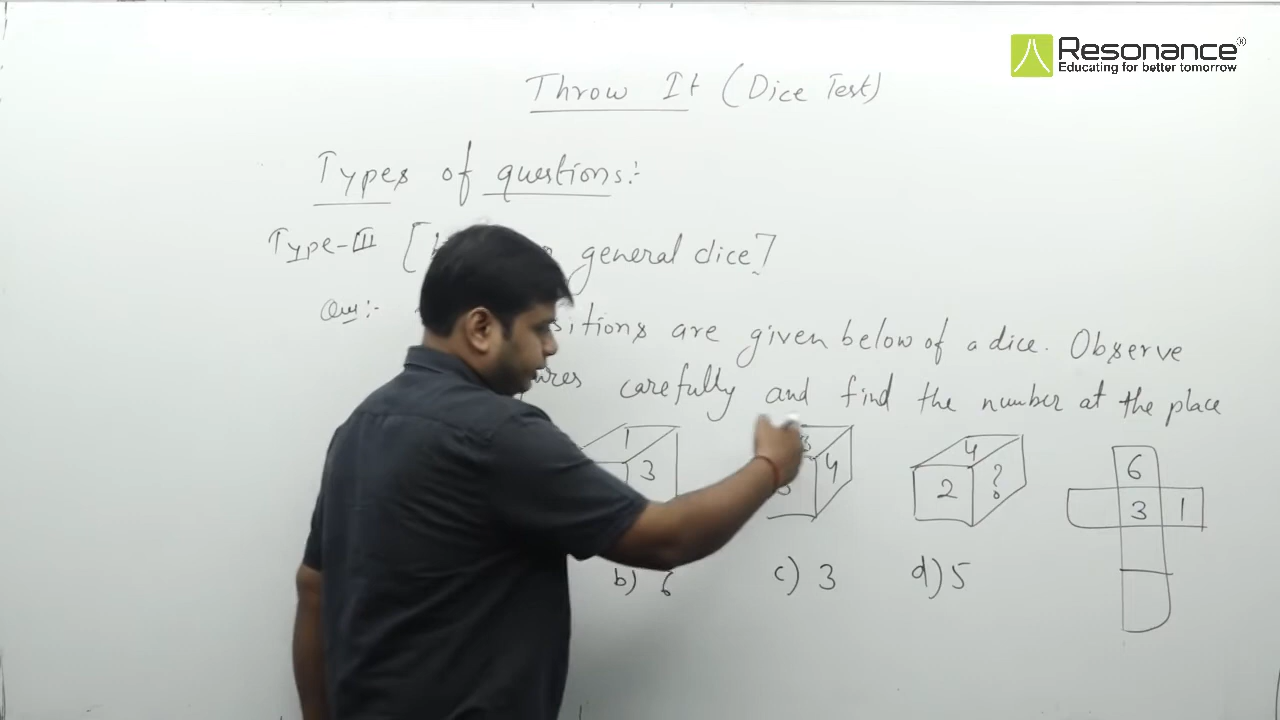 Resonance®
Educating for better tomorrow
Throw It (Dice Test)
Types of questions:-
Type-III [ general dice]
Ques:- are given below of a dice. Observe
carefully and find the number at the place
1 3
3 4
4 2 ?
6
3 1
b) 6 c) 3 d) 5